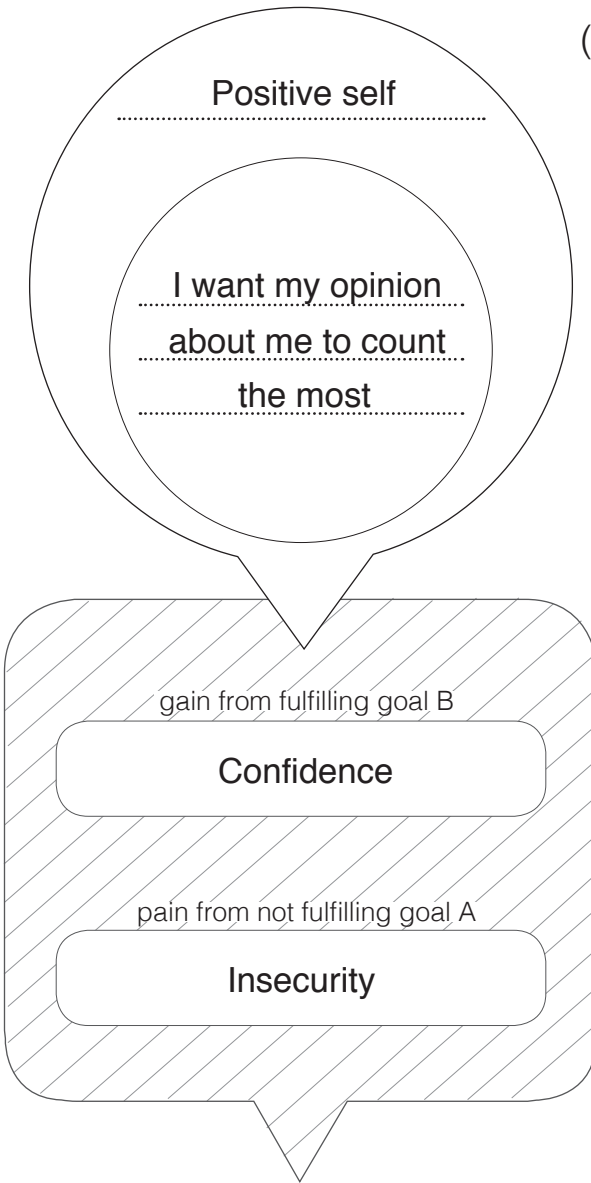 (
Positive self
I want my opinion
about me to count
the most
gain from fulfilling goal B
Confidence
pain from not fulfilling goal A
Insecurity